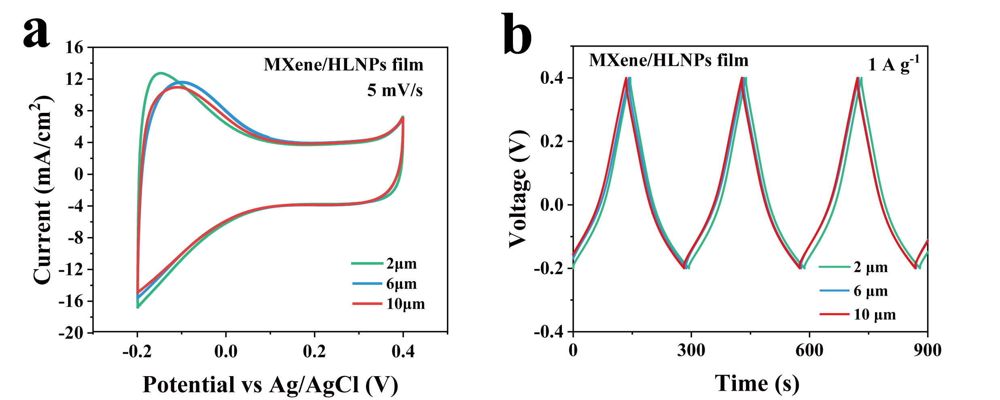 a
16
12
8
4
0
-4
-8
-12
-16
-20
MXene/HLNPs film
5 mV/s
2μm
6μm
10μm
-0.2
0.0
0.2
0.4
Current (mA/cm²)
Potential vs Ag/AgCl (V)
b
0.4
0.2
0.0
-0.2
-0.4
MXene/HLNPs film
1 A g⁻¹
2 μm
6 μm
10 μm
0
300
600
900
Voltage (V)
Time (s)